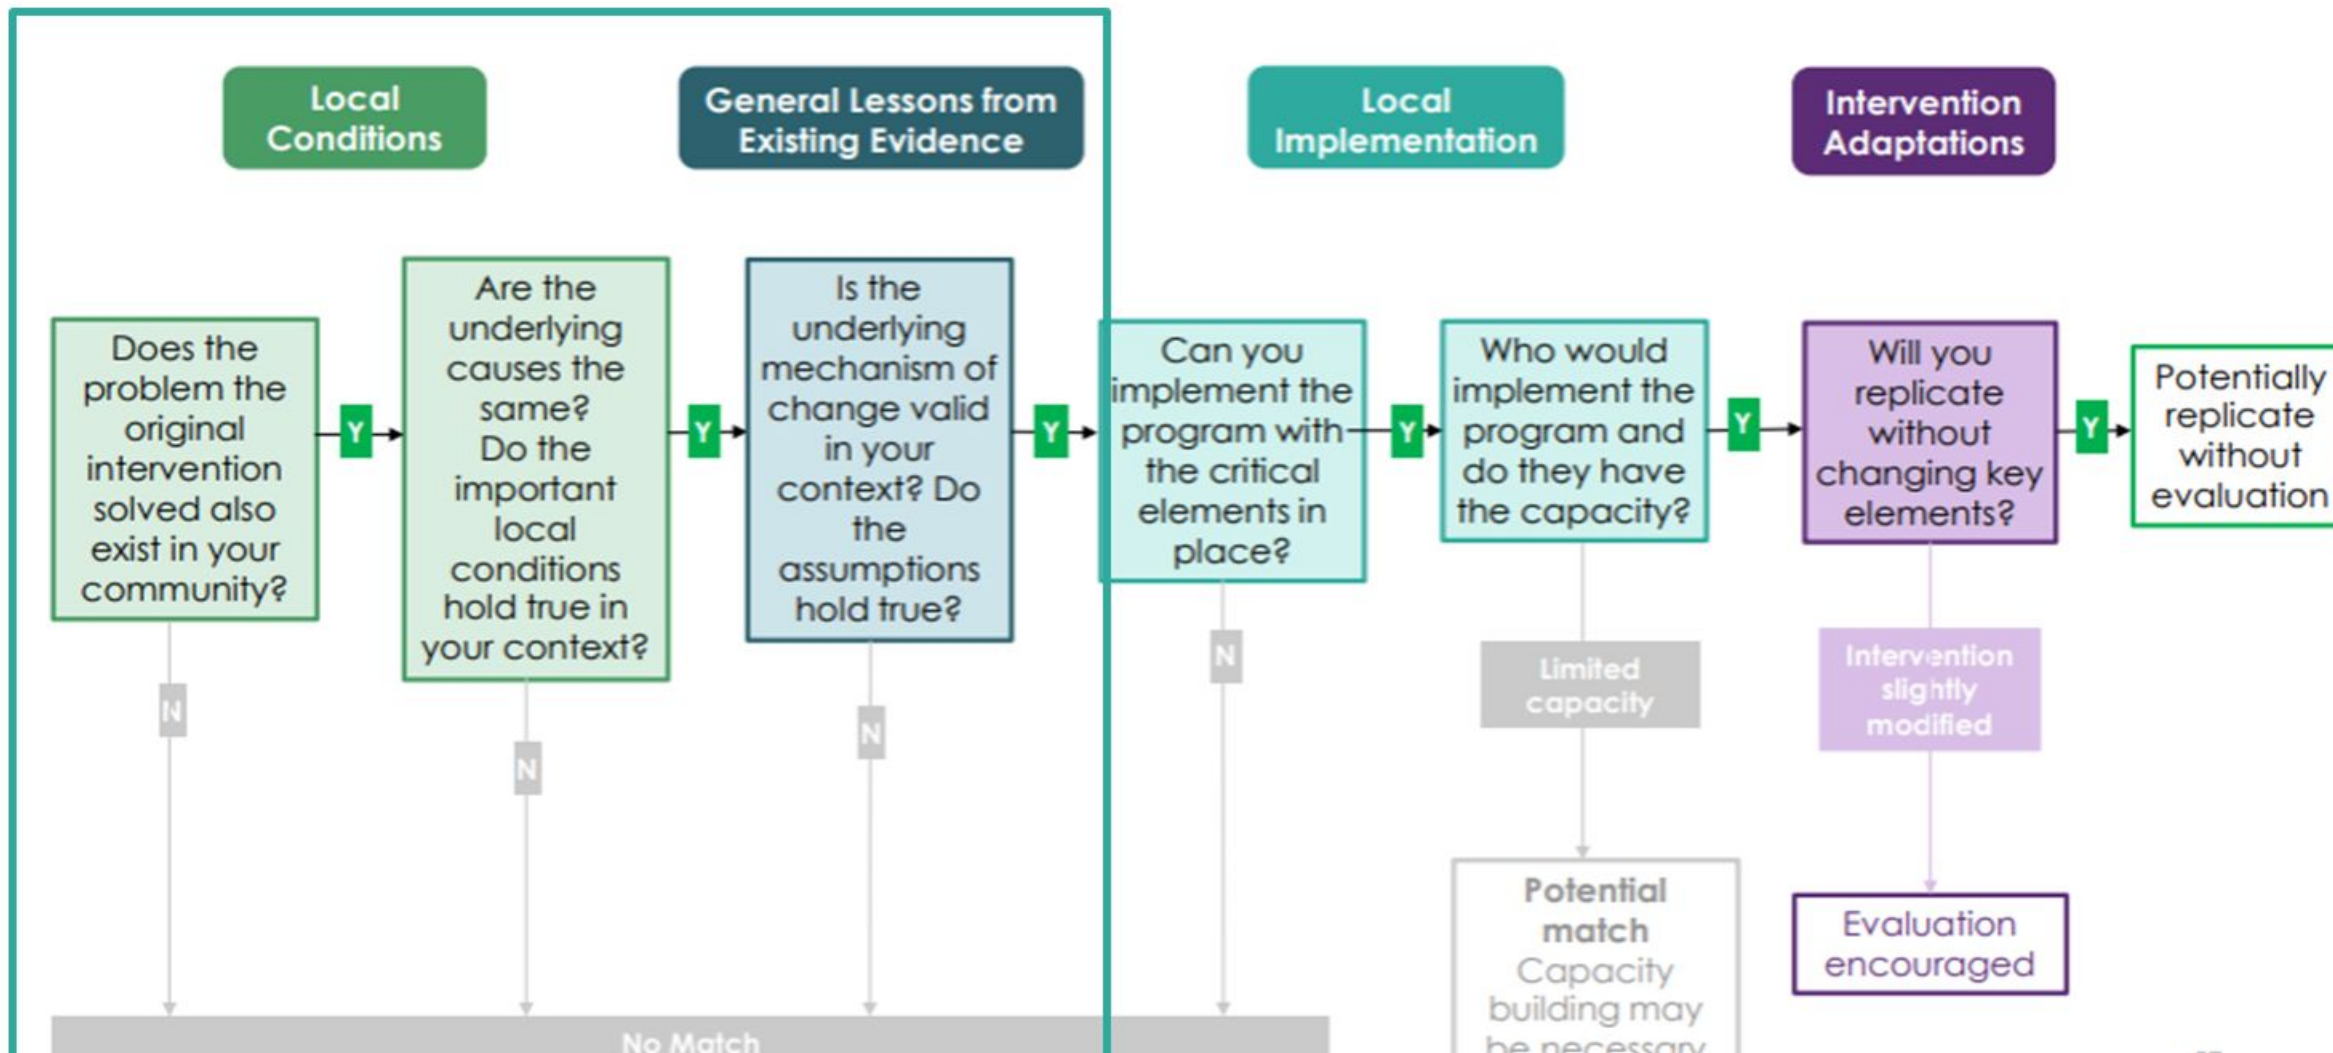 Local
Conditions
General Lessons from
Existing Evidence
Local
Implementation
Intervention
Adaptations
Does the
problem the
original
intervention
solved also
exist in your
community?
Y
Are the
underlying
causes the
same?
Do the
important
local
conditions
hold true in
your context?
Y
Is the
underlying
mechanism of
change valid
in your
context? Do
the
assumptions
hold true?
Y
Can you
implement the
program with
the critical
elements in
place?
Y
Who would
implement the
program and
do they have
the capacity?
Y
Will you
replicate
without
changing key
elements?
Y
Potentially
replicate
without
evaluation
N
N
N
N
Limited
capacity
Intervention
slightly
modified
Potential
match
Capacity
building may
be necessary
Evaluation
encouraged
No Match